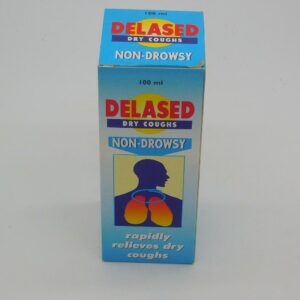 100 ml
DELASED
DRY COUGHS
NON-DROWSY
100 ml
DELASED
DRY COUGHS
NON-DROWSY
rapidly
relieves dry
coughs